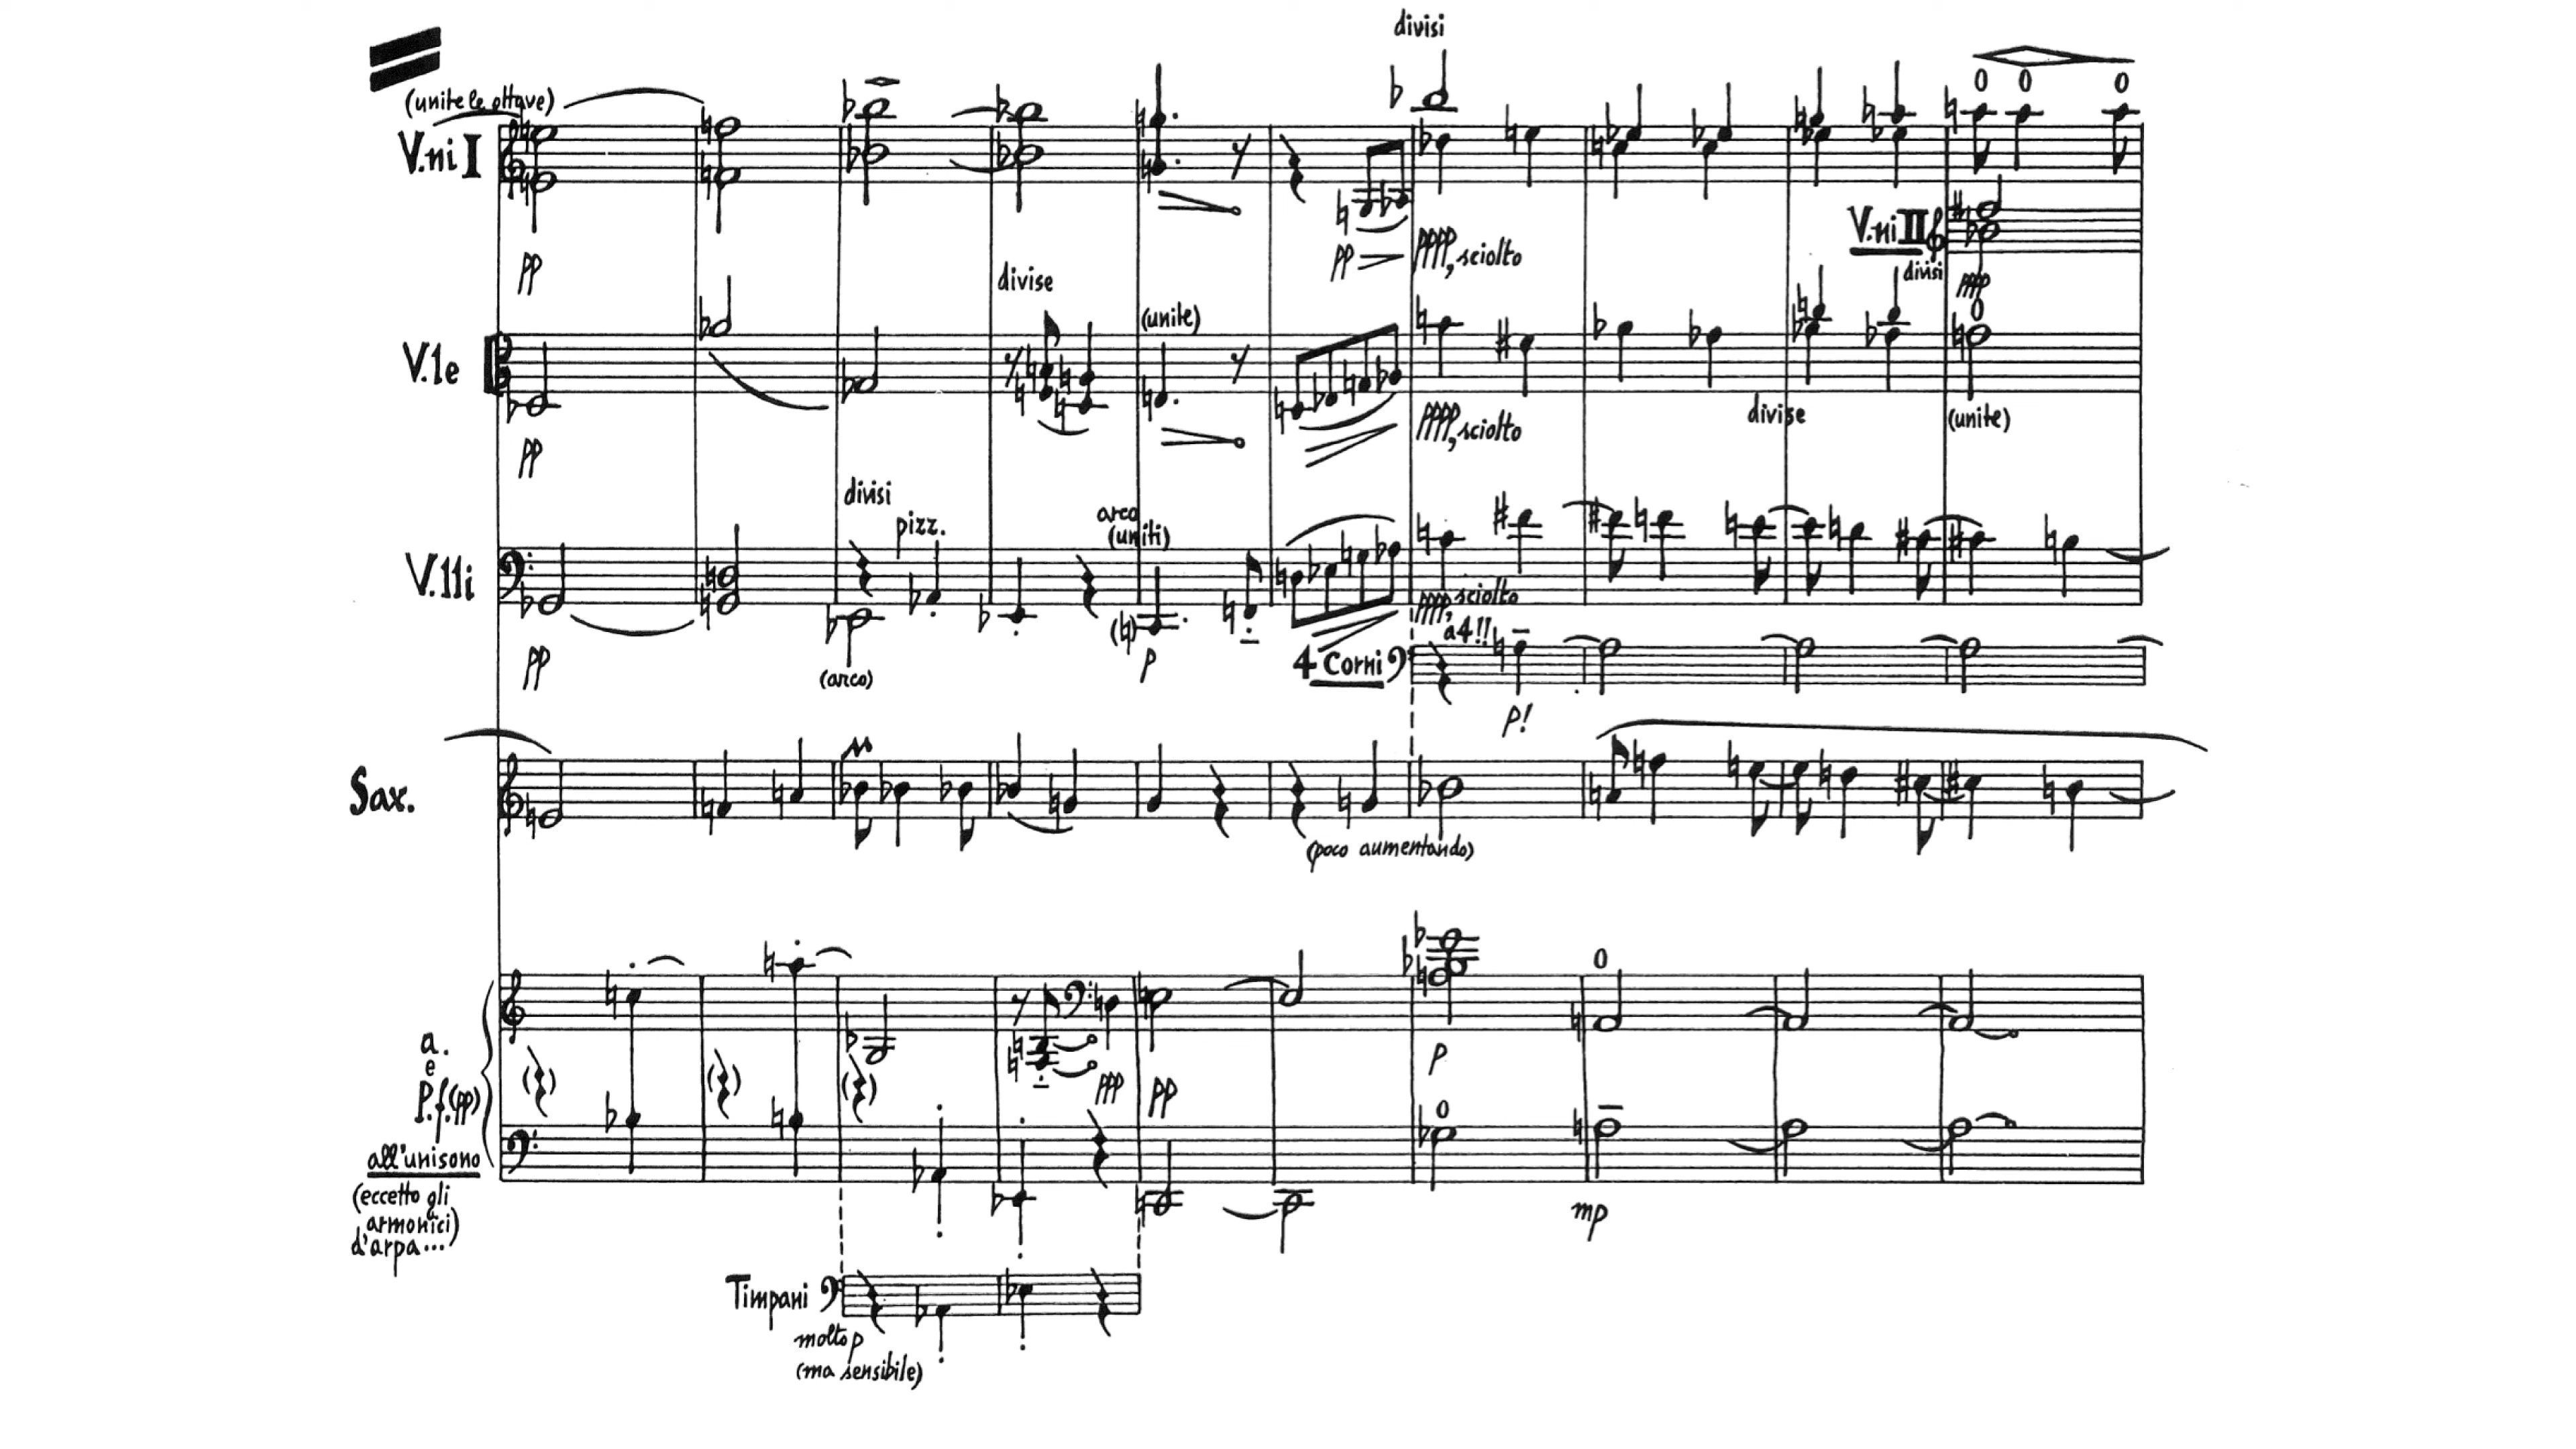 divisi
(unite le ottave)
V.ni I
pp
pp >
pppp, sciolto
V.ni II
divisi
pppp
divise
(unite)
V.le
pp
pppp, sciolto
divise
(unite)
divisi
pizz.
arco
(uniti)
V.lli
pp
(arco)
p
pppp, sciolto
a4!!
4 Corni
p!
Sax.
(poco aumentando)
a.
e
P.f.(pp)
all'unisono
(eccetto gli
armonici)
d'arpa...)
ppp
pp
p
mp
Timpani
molto p
(ma sensibile)